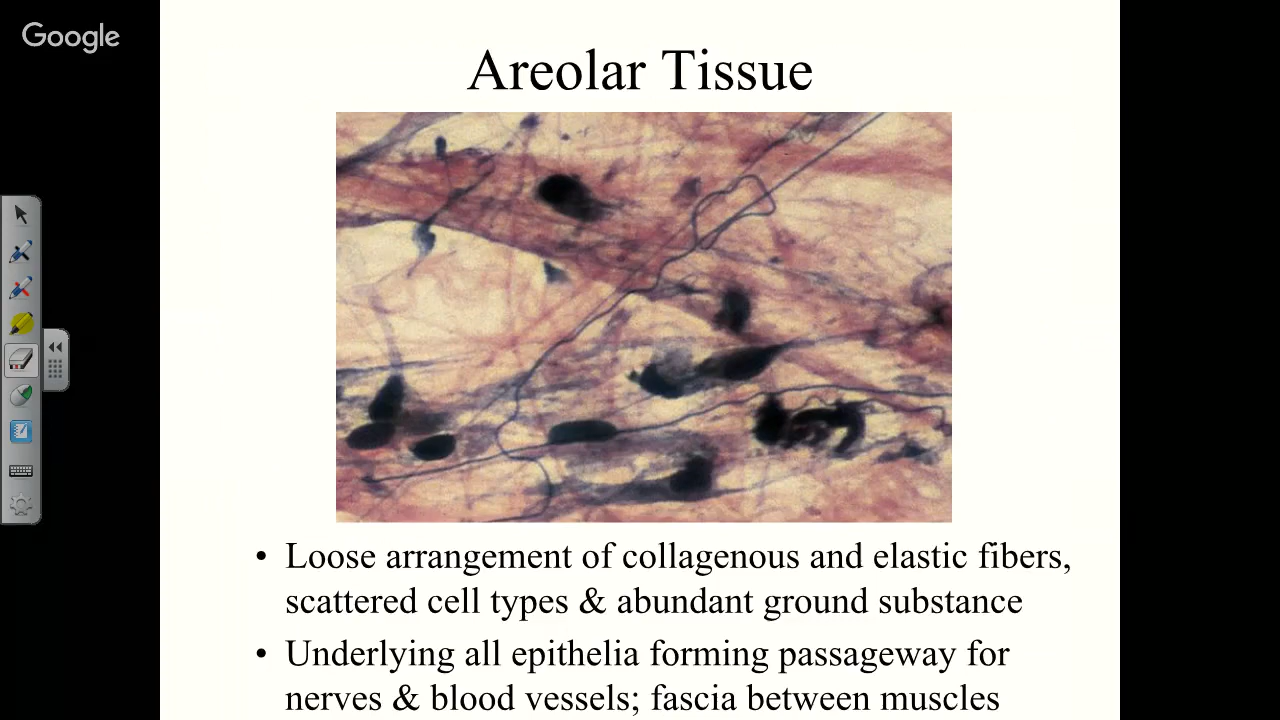 Google
Areolar Tissue
• Loose arrangement of collagenous and elastic fibers,
scattered cell types & abundant ground substance
• Underlying all epithelia forming passageway for
nerves & blood vessels; fascia between muscles